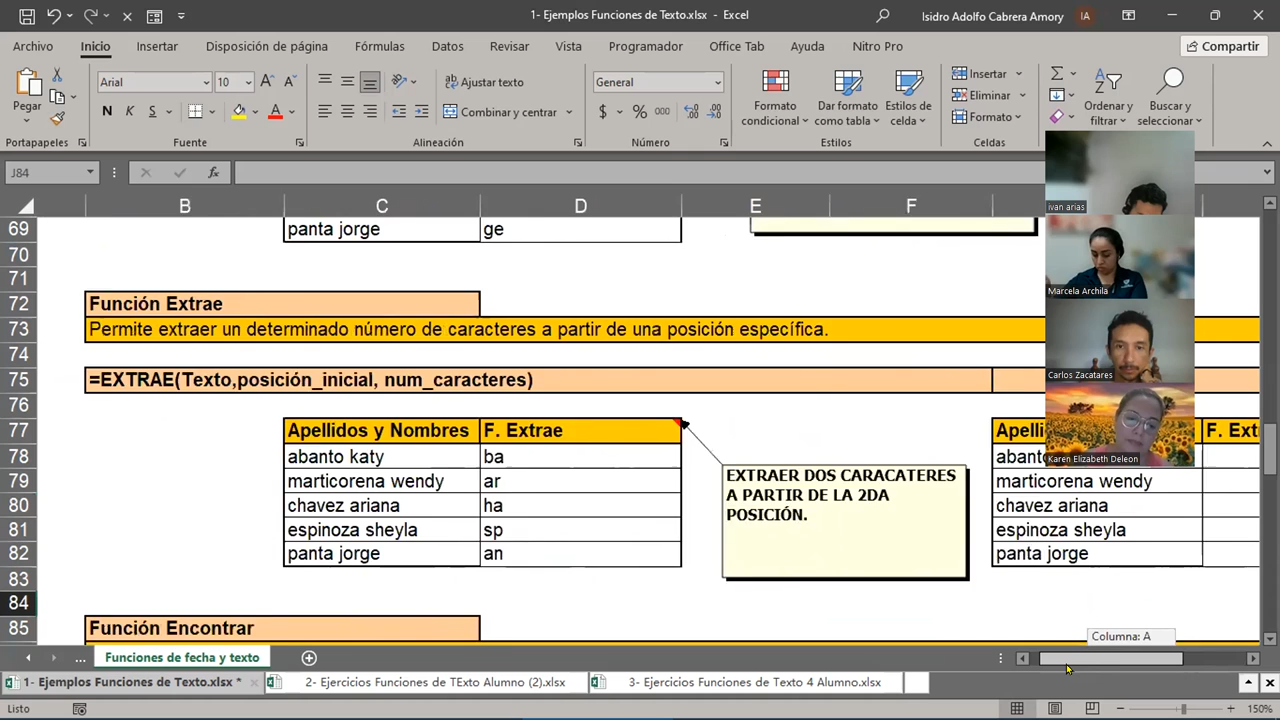 1- Ejemplos Funciones de Texto.xlsx - Excel
Isidro Adolfo Cabrera Amory
IA
Archivo
Inicio
Insertar
Disposición de página
Fórmulas
Datos
Revisar
Vista
Programador
Office Tab
Ayuda
Nitro Pro
Compartir
Pegar
Arial
10
N K S
Ajustar texto
Combinar y centrar
General
$ % 000
Formato condicional
Dar formato como tabla
Estilos de celda
Insertar
Eliminar
Formato
Ordenar y filtrar
Buscar y seleccionar
Portapapeles
Fuente
Alineación
Número
Estilos
Celdas
J84
fx
B C D E F
69 panta jorge ge
70
71
72 Función Extrae
73 Permite extraer un determinado número de caracteres a partir de una posición específica.
74
75 =EXTRAE(Texto,posición_inicial, num_caracteres)
76
77 Apellidos y Nombres F. Extrae
78 abanto katy ba
79 marticorena wendy ar
80 chavez ariana ha
81 espinoza sheyla sp
82 panta jorge an
83
84
85 Función Encontrar
EXTRAER DOS CARACATERES
A PARTIR DE LA 2DA
POSICIÓN.
marticorena wendy
chavez ariana
espinoza sheyla
panta jorge
ivan arias
Marcela Archila
Carlos Zacatares
Karen Elizabeth Deleon
Columna: A
...
Funciones de fecha y texto
1- Ejemplos Funciones de Texto.xlsx *
2- Ejercicios Funciones de TExto Alumno (2).xlsx
3- Ejercicios Funciones de Texto 4 Alumno.xlsx
Listo
150%